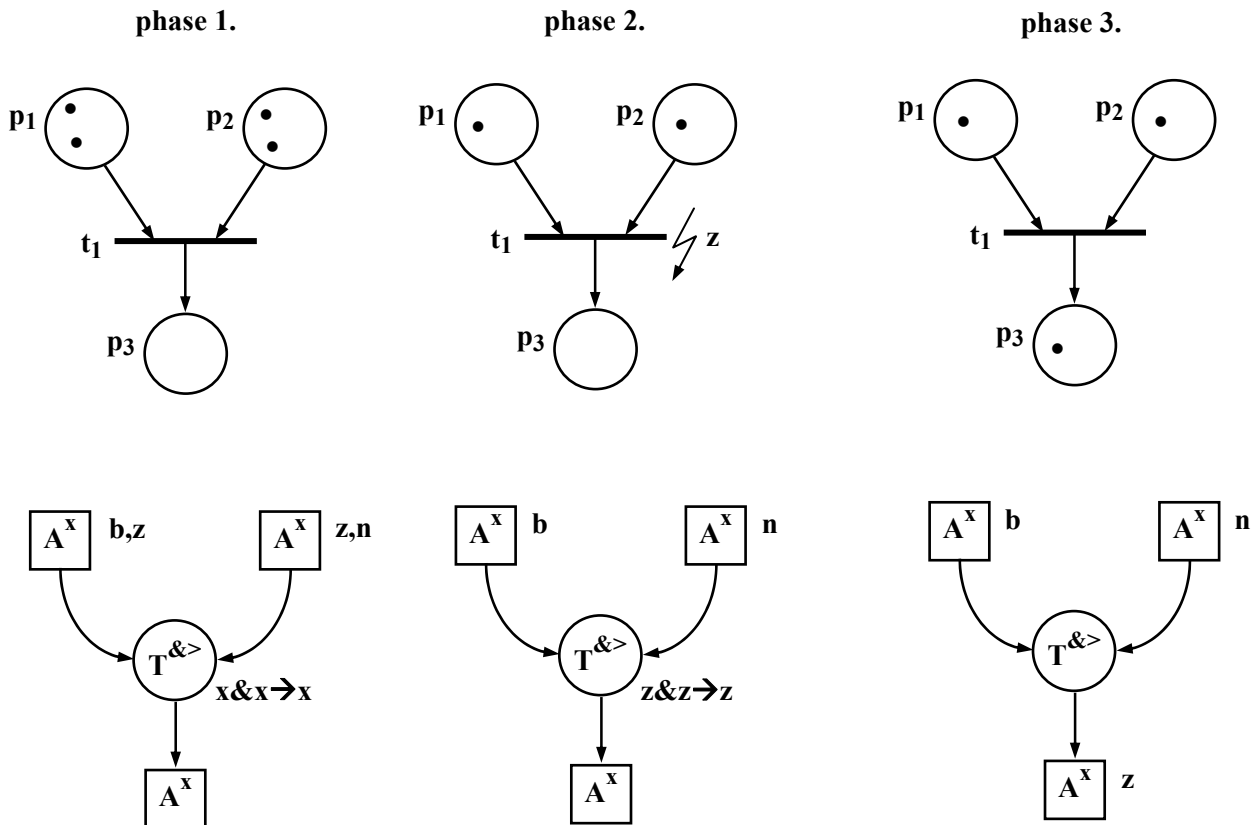 phase 1. phase 2. phase 3.
p1 p2 p1 p2 p1 p2
t1 t1 z t1
p3 p3 p3
A^x b,z A^x z,n A^x b A^x n A^x b A^x n
T^&> T^&> T^&>
x&x→x z&z→z
A^x A^x A^x z